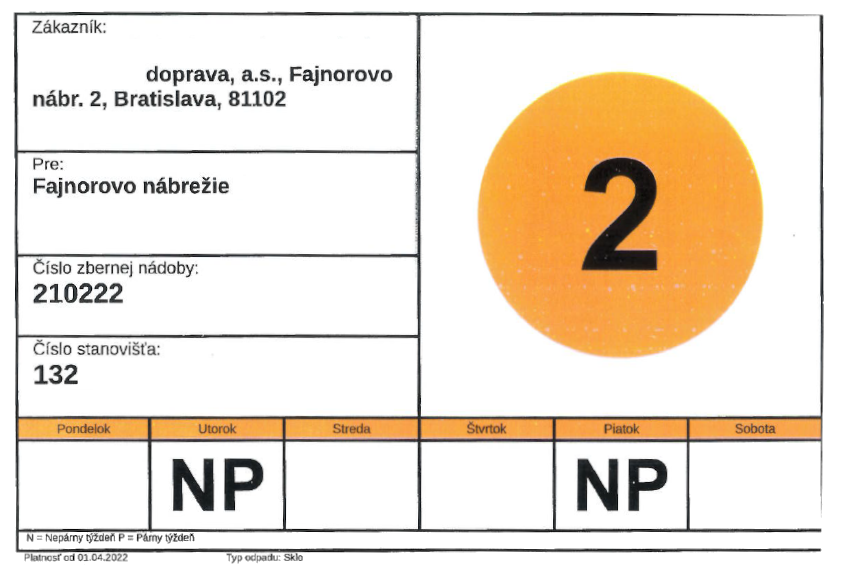 Zákazník:
doprava, a.s., Fajnorovo
nábr. 2, Bratislava, 81102
Pre:
Fajnorovo nábrežie
Číslo zbernej nádoby:
210222
Číslo stanovišťa:
132
2
Pondelok Utorok Streda Štvrtok Piatok Sobota
NP NP
N = Nepárny týždeň P = Párny týždeň
Platnosť od 01.04.2022 Typ odpadu: Sklo